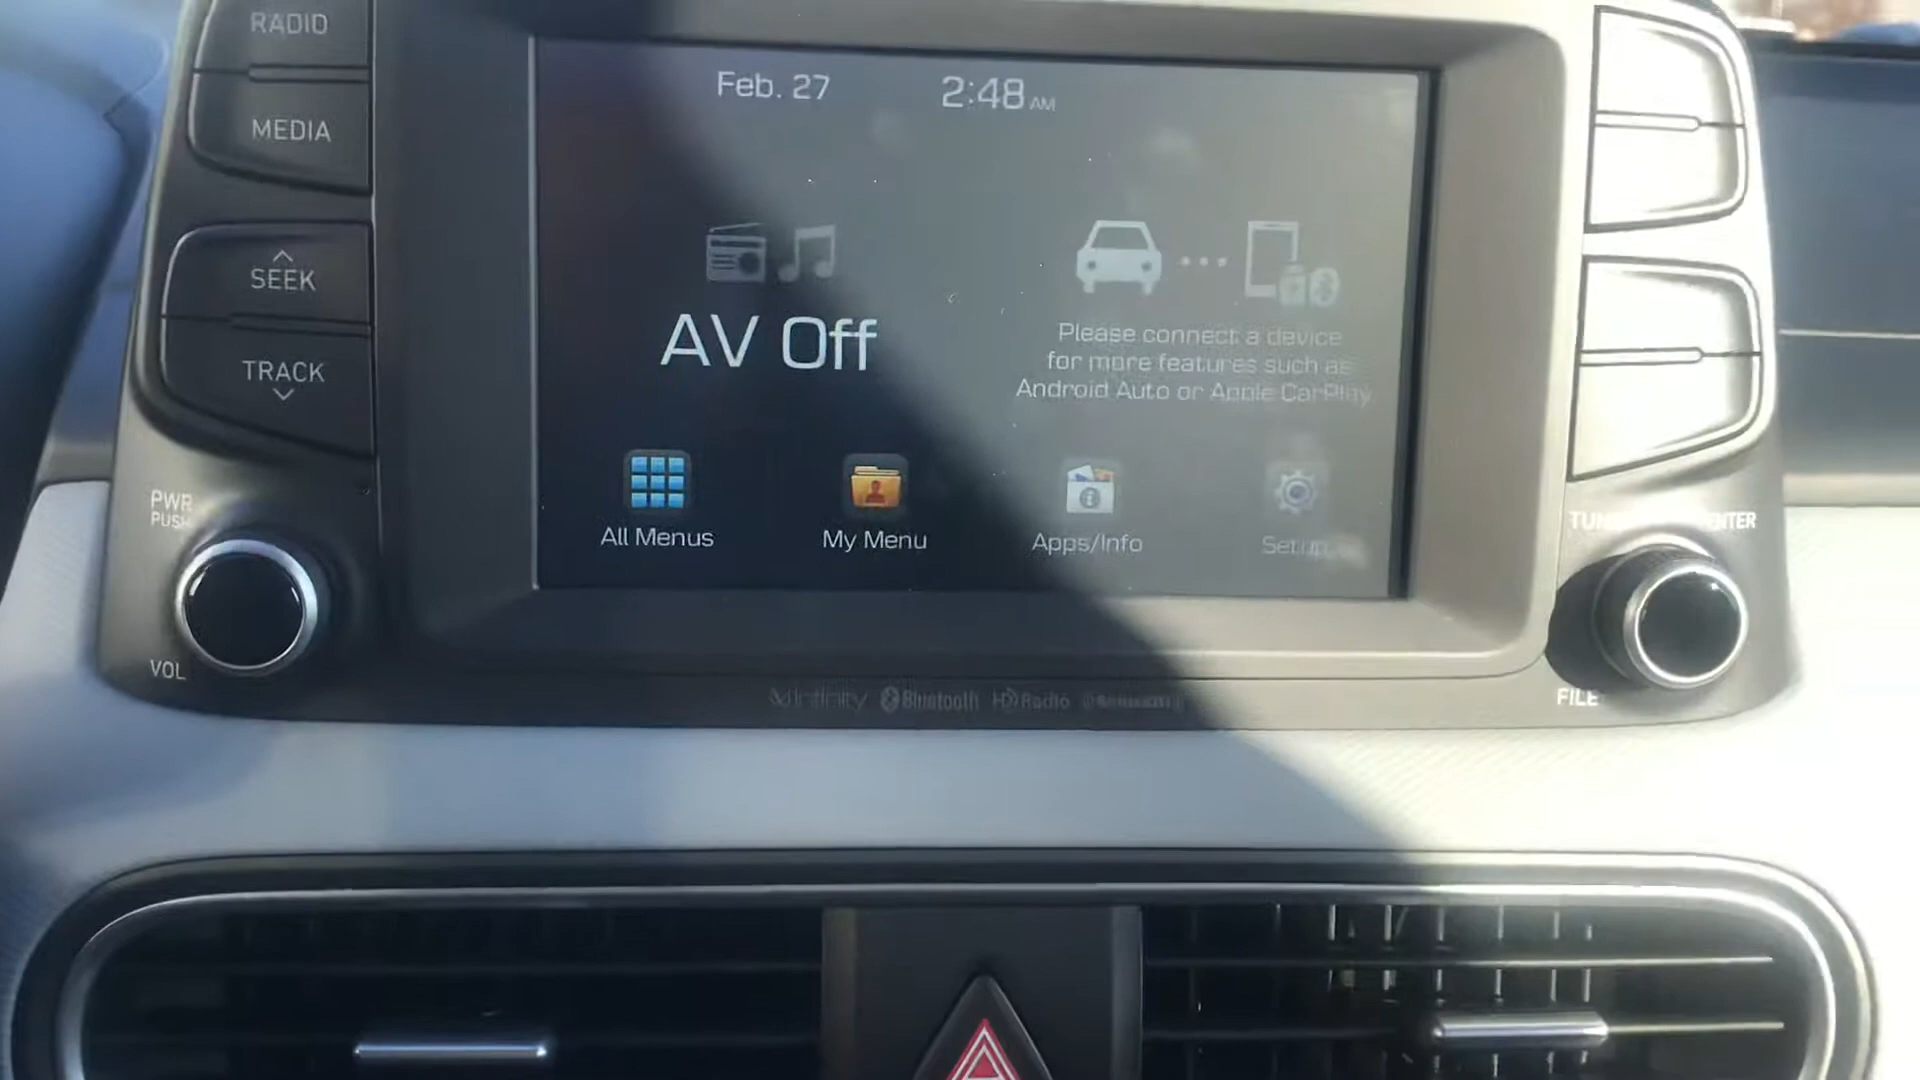 RADIO
MEDIA
SEEK
TRACK
PWR
PUSH
VOL
Feb. 27 2:48 AM
AV Off
Please connect a device
for more features such as
Android Auto or Apple CarPlay
All Menus My Menu Apps/Info Setup
infinity Bluetooth HD Radio
FILE